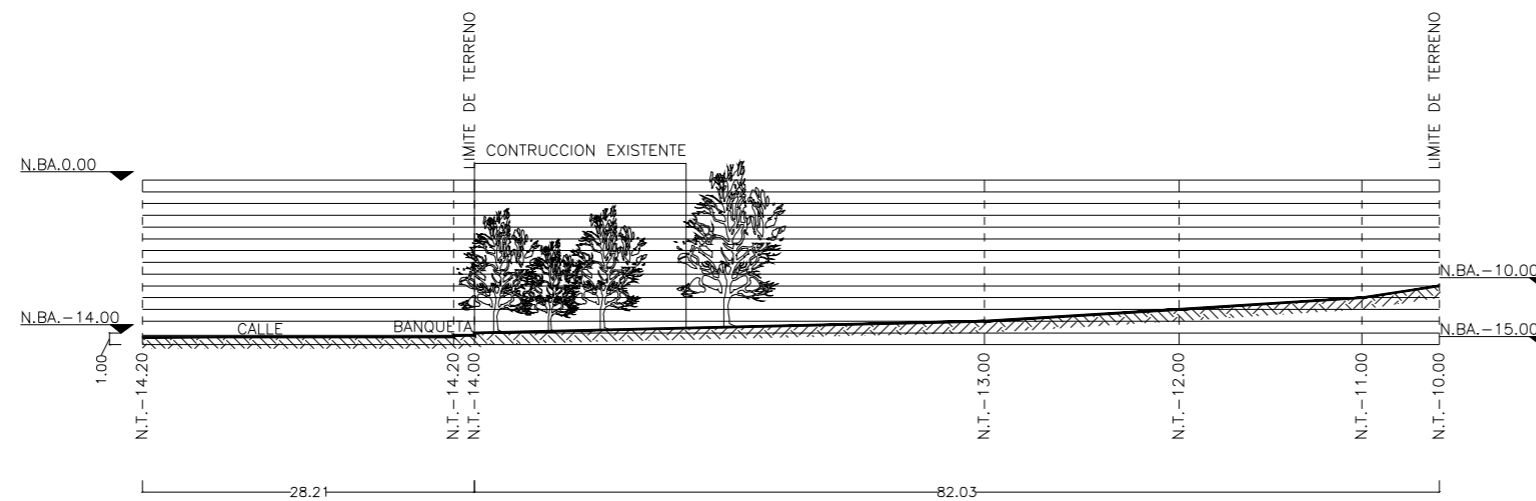 LIMITE DE TERRENO
LIMITE DE TERRENO
CONTRUCCION EXISTENTE
N.BA.0.00
N.BA.-10.00
N.BA.-14.00
CALLE
BANQUETA
N.BA.-15.00
1.00
N.T.-14.20
N.T.-14.20
N.T.-14.00
N.T.-13.00
N.T.-12.00
N.T.-11.00
N.T.-10.00
28.21
82.03